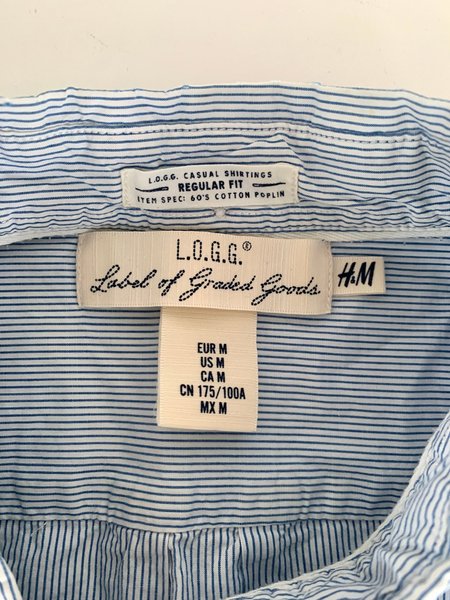 L.O.G.G. CASUAL SHIRTINGS
REGULAR FIT
ITEM SPEC: 60'S COTTON POPLIN
L.O.G.G.®
Label of Graded Goods
H&M
EUR M
US M
CA M
CN 175/100A
MX M